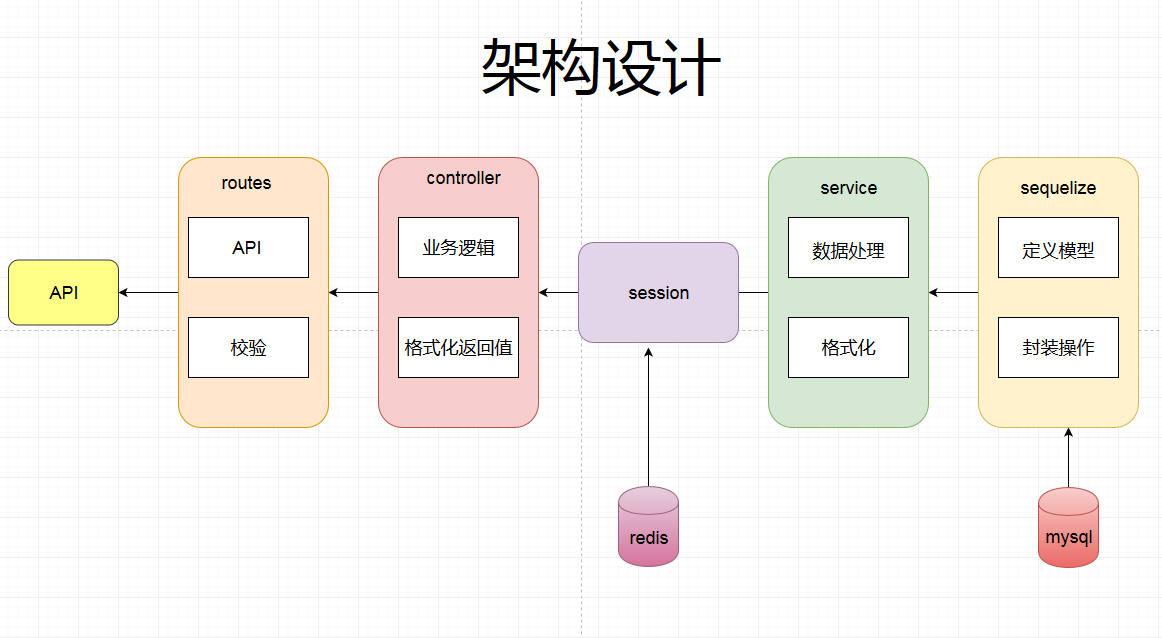 架构设计
API
routes
API
校验
controller
业务逻辑
格式化返回值
session
redis
service
数据处理
格式化
sequelize
定义模型
封装操作
mysql